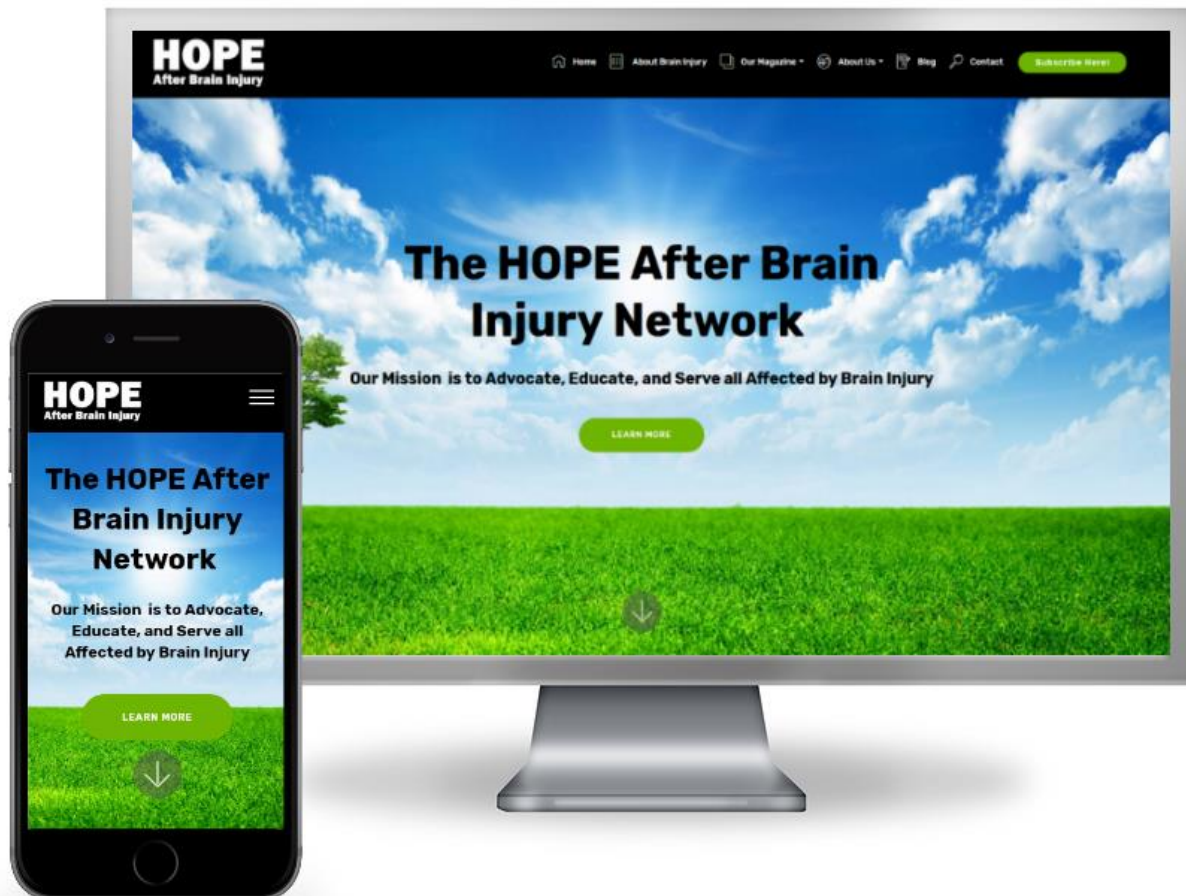 HOPE
After Brain Injury
Home About Brain Injury Our Magazine About Us Blog Contact Subscribe Here!
The HOPE After Brain
Injury Network
Our Mission is to Advocate, Educate, and Serve all Affected by Brain Injury
LEARN MORE
HOPE
After Brain Injury
The HOPE After
Brain Injury
Network
Our Mission is to Advocate,
Educate, and Serve all
Affected by Brain Injury
LEARN MORE